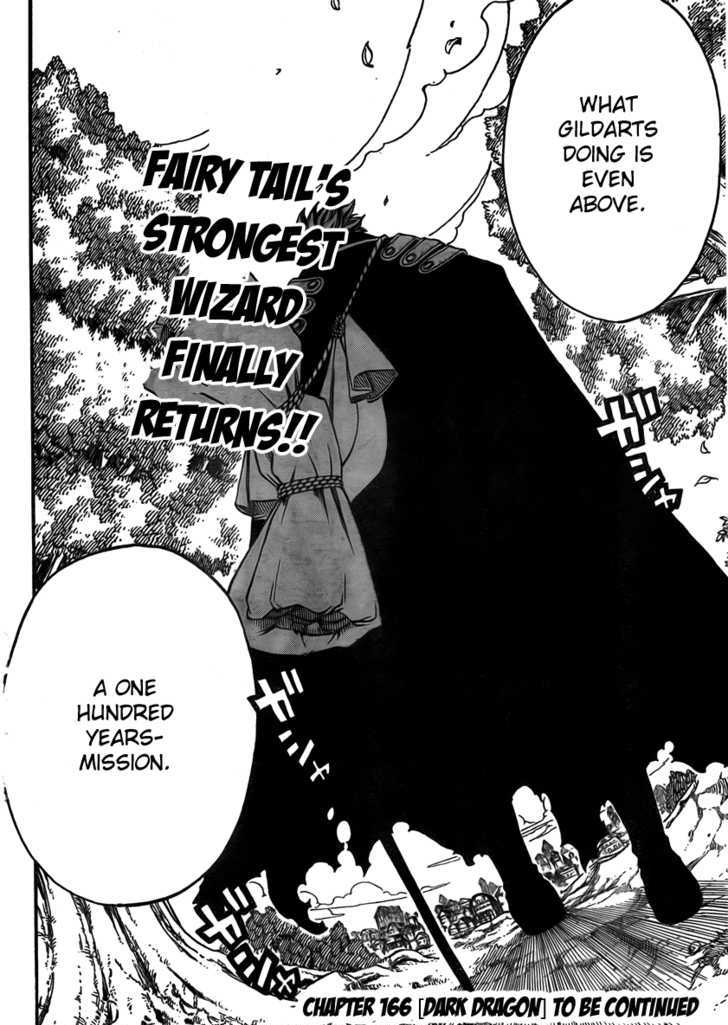 WHAT
GILDARTS
DOING IS
EVEN
ABOVE.
FAIRY TAIL'S
STRONGEST
WIZARD
FINALLY
RETURNS!!
A ONE
HUNDRED
YEARS-
MISSION.
CHAPTER 166 [DARK DRAGON] TO BE CONTINUED